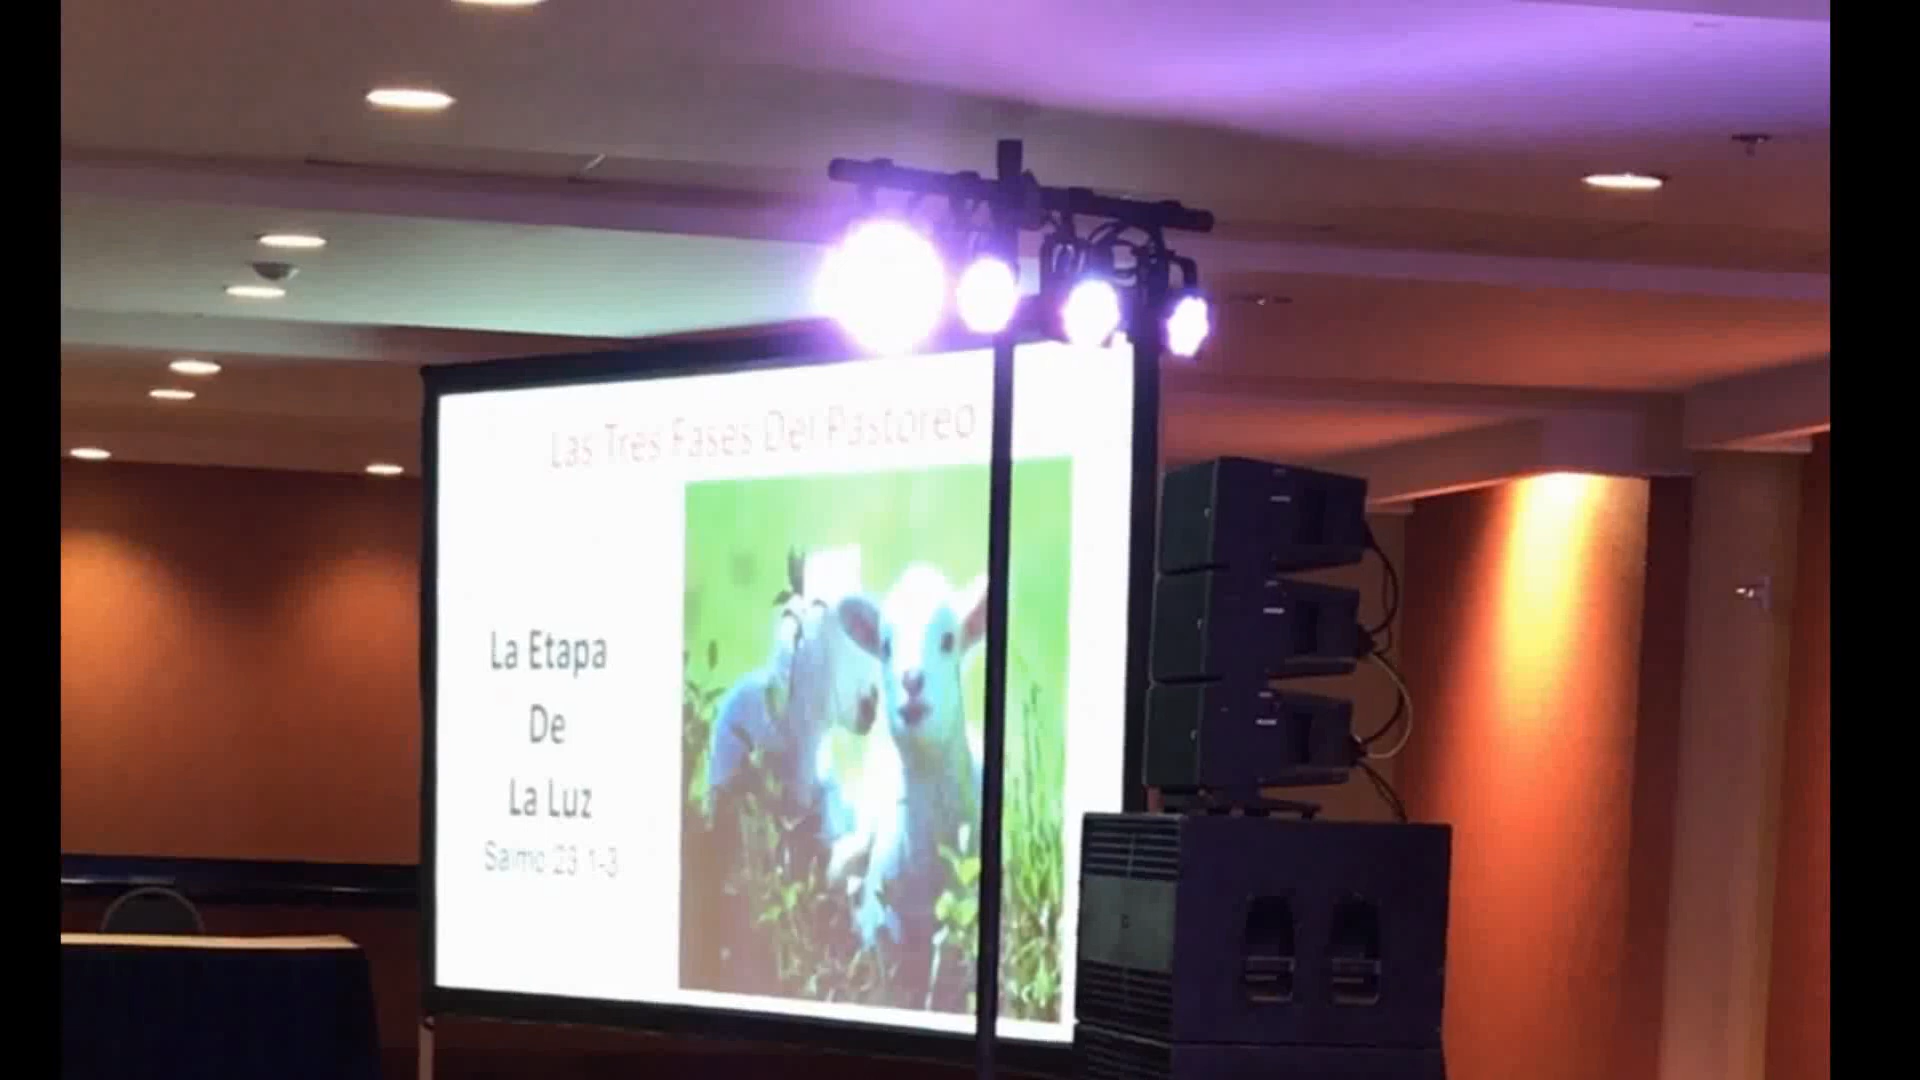 Las Tres Fases Del Pastoreo
La Etapa
De
La Luz
Salmo 23 1-3